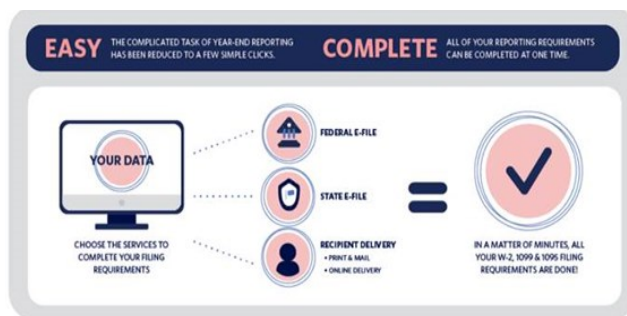 EASY
THE COMPLICATED TASK OF YEAR-END REPORTING
HAS BEEN REDUCED TO A FEW SIMPLE CLICKS.
COMPLETE
ALL OF YOUR REPORTING REQUIREMENTS
CAN BE COMPLETED AT ONE TIME.
YOUR DATA
CHOOSE THE SERVICES TO
COMPLETE YOUR FILING
REQUIREMENTS
FEDERAL E-FILE
STATE E-FILE
RECIPIENT DELIVERY
• PRINT & MAIL
• ONLINE DELIVERY
IN A MATTER OF MINUTES, ALL
YOUR W-2, 1099 & 1095 FILING
REQUIREMENTS ARE DONE!